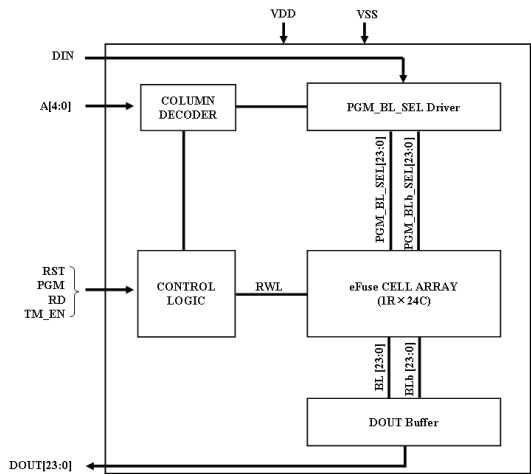 VDD
VSS
DIN
A[4:0]
COLUMN
DECODER
PGM_BL_SEL Driver
PGM_BL_SEL[23:0]
PGM_BLb_SEL[23:0]
RST
PGM
RD
TM_EN
CONTROL
LOGIC
RWL
eFuse CELL ARRAY
(1R×24C)
BL [23:0]
BLb [23:0]
DOUT Buffer
DOUT[23:0]